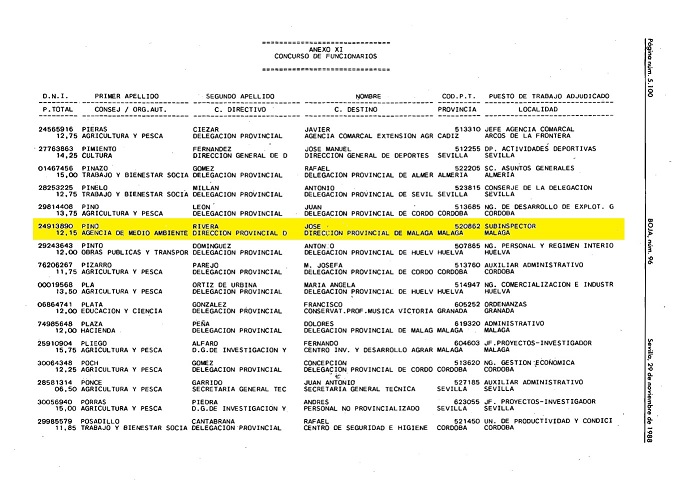 ANEXO XI
CONCURSO DE FUNCIONARIOS
D.N.I. PRIMER APELLIDO SEGUNDO APELLIDO NOMBRE COD.P.T. PUESTO DE TRABAJO ADJUDICADO
P.TOTAL CONSEJ / ORG.AUT. C. DIRECTIVO C. DESTINO PROVINCIA LOCALIDAD
24565916 PIERAS CIEZAR JAVIER 513310 JEFE AGENCIA COMARCAL
12,75 AGRICULTURA Y PESCA DELEGACION PROVINCIAL AGENCIA COMARCAL EXTENSION AGR CADIZ ARCOS DE LA FRONTERA
27763863 PIMIENTO FERNANDEZ JOSE MANUEL 512255 DP. ACTIVIDADES DEPORTIVAS
14,25 CULTURA DIRECCION GENERAL DE D DIRECCION GENERAL DE DEPORTES SEVILLA SEVILLA
01467456 PINAZO GOMEZ RAFAEL 522205 SC. ASUNTOS GENERALES
15,00 TRABAJO Y BIENESTAR SOCIA DELEGACION PROVINCIAL DELEGACION PROVINCIAL DE ALMER ALMERIA ALMERIA
28253225 PINELO MILLAN ANTONIO 523815 CONSERJE DE LA DELEGACION
12,75 TRABAJO Y BIENESTAR SOCIA DELEGACION PROVINCIAL DELEGACION PROVINCIAL DE SEVIL SEVILLA SEVILLA
29814408 PINO LEON JUAN 513685 NG. DE DESARROLLO DE EXPLOT. G
13,75 AGRICULTURA Y PESCA DELEGACION PROVINCIAL DELEGACION PROVINCIAL DE CORDO CORDOBA CORDOBA
24913890 PINO RIVERA JOSE 520862 SUBINSPECTOR
12,15 AGENCIA DE MEDIO AMBIENTE DIRECCION PROVINCIAL D DIRECCION PROVINCIAL DE MALAGA MALAGA MALAGA
29243643 PINTO DOMINGUEZ ANTON.O 507865 NG. PERSONAL Y REGIMEN INTERIO
12,00 OBRAS PUBLICAS Y TRANSPOR DELEGACION PROVINCIAL DELEGACION PROVINCIAL DE HUELV HUELVA HUELVA
76206267 PIZARRO PAREJO M. JOSEFA 513760 AUXILIAR ADMINISTRATIVO
11,75 AGRICULTURA Y PESCA DELEGACION PROVINCIAL DELEGACION PROVINCIAL DE CORDO CORDOBA CORDOBA
00019568 PLA ORTIZ DE URBINA MARIA ANGELA 514947 NG. COMERCIALIZACION E INDUSTR
13,50 AGRICULTURA Y PESCA DELEGACION PROVINCIAL DELEGACION PROVINCIAL DE HUELV HUELVA HUELVA
06864741 PLATA GONZALEZ FRANCISCO 605252 ORDENANZAS
12,00 EDUCACION Y CIENCIA DELEGACION PROVINCIAL CONSERVAT.PROF.MUSICA VICTORIA GRANADA GRANADA
74985648 PLAZA PEÑA DOLORES 619320 ADMINISTRATIVO
12,00 HACIENDA DELEGACION PROVINCIAL DELEGACION PROVINCIAL DE MALAG MALAGA MALAGA
25910904 PLIEGO ALFARO FERNANDO 604603 JF.PROYECTOS-INVESTIGADOR
15,75 AGRICULTURA Y PESCA D.G.DE INVESTIGACION Y CENTRO INV. Y DESARROLLO AGRAR MALAGA MALAGA
30064348 POCH GOMEZ CONCEPCION 513620 NG. GESTION ECONOMICA
12,25 AGRICULTURA Y PESCA DELEGACION PROVINCIAL DELEGACION PROVINCIAL DE CORDO CORDOBA CORDOBA
28581314 PONCE GARRIDO JUAN ANTONIO 527185 AUXILIAR ADMINISTRATIVO
06,50 AGRICULTURA Y PESCA SECRETARIA GENERAL TEC SECRETARIA GENERAL TECNICA SEVILLA SEVILLA
30056940 PORRAS PIEDRA ANDRES 623055 JF. PROYECTOS-INVESTIGADOR
15,00 AGRICULTURA Y PESCA D.G.DE INVESTIGACION Y PERSONAL NO PROVINCIALIZADO SEVILLA SEVILLA
29985579 POSADILLO CANTABRANA RAFAEL 521450 UN. DE PRODUCTIVIDAD Y CONDICI
11,85 TRABAJO Y BIENESTAR SOCIA DELEGACION PROVINCIAL CENTRO DE SEGURIDAD E HIGIENE CORDOBA CORDOBA
Página núm. 5.100
BOJA, núm. 96
Sevilla, 29 de noviembre de 1988